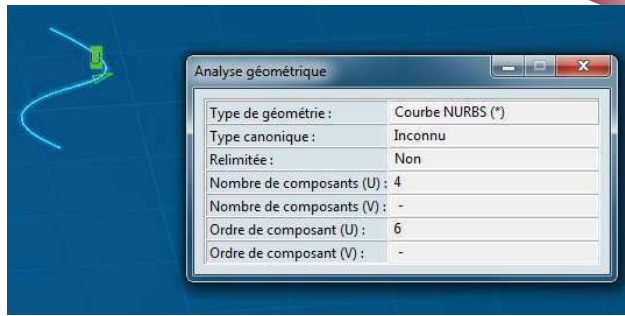 Analyse géométrique
Type de géométrie : Courbe NURBS (*)
Type canonique : Inconnu
Relimitée : Non
Nombre de composants (U) : 4
Nombre de composants (V) : -
Ordre de composant (U) : 6
Ordre de composant (V) : -